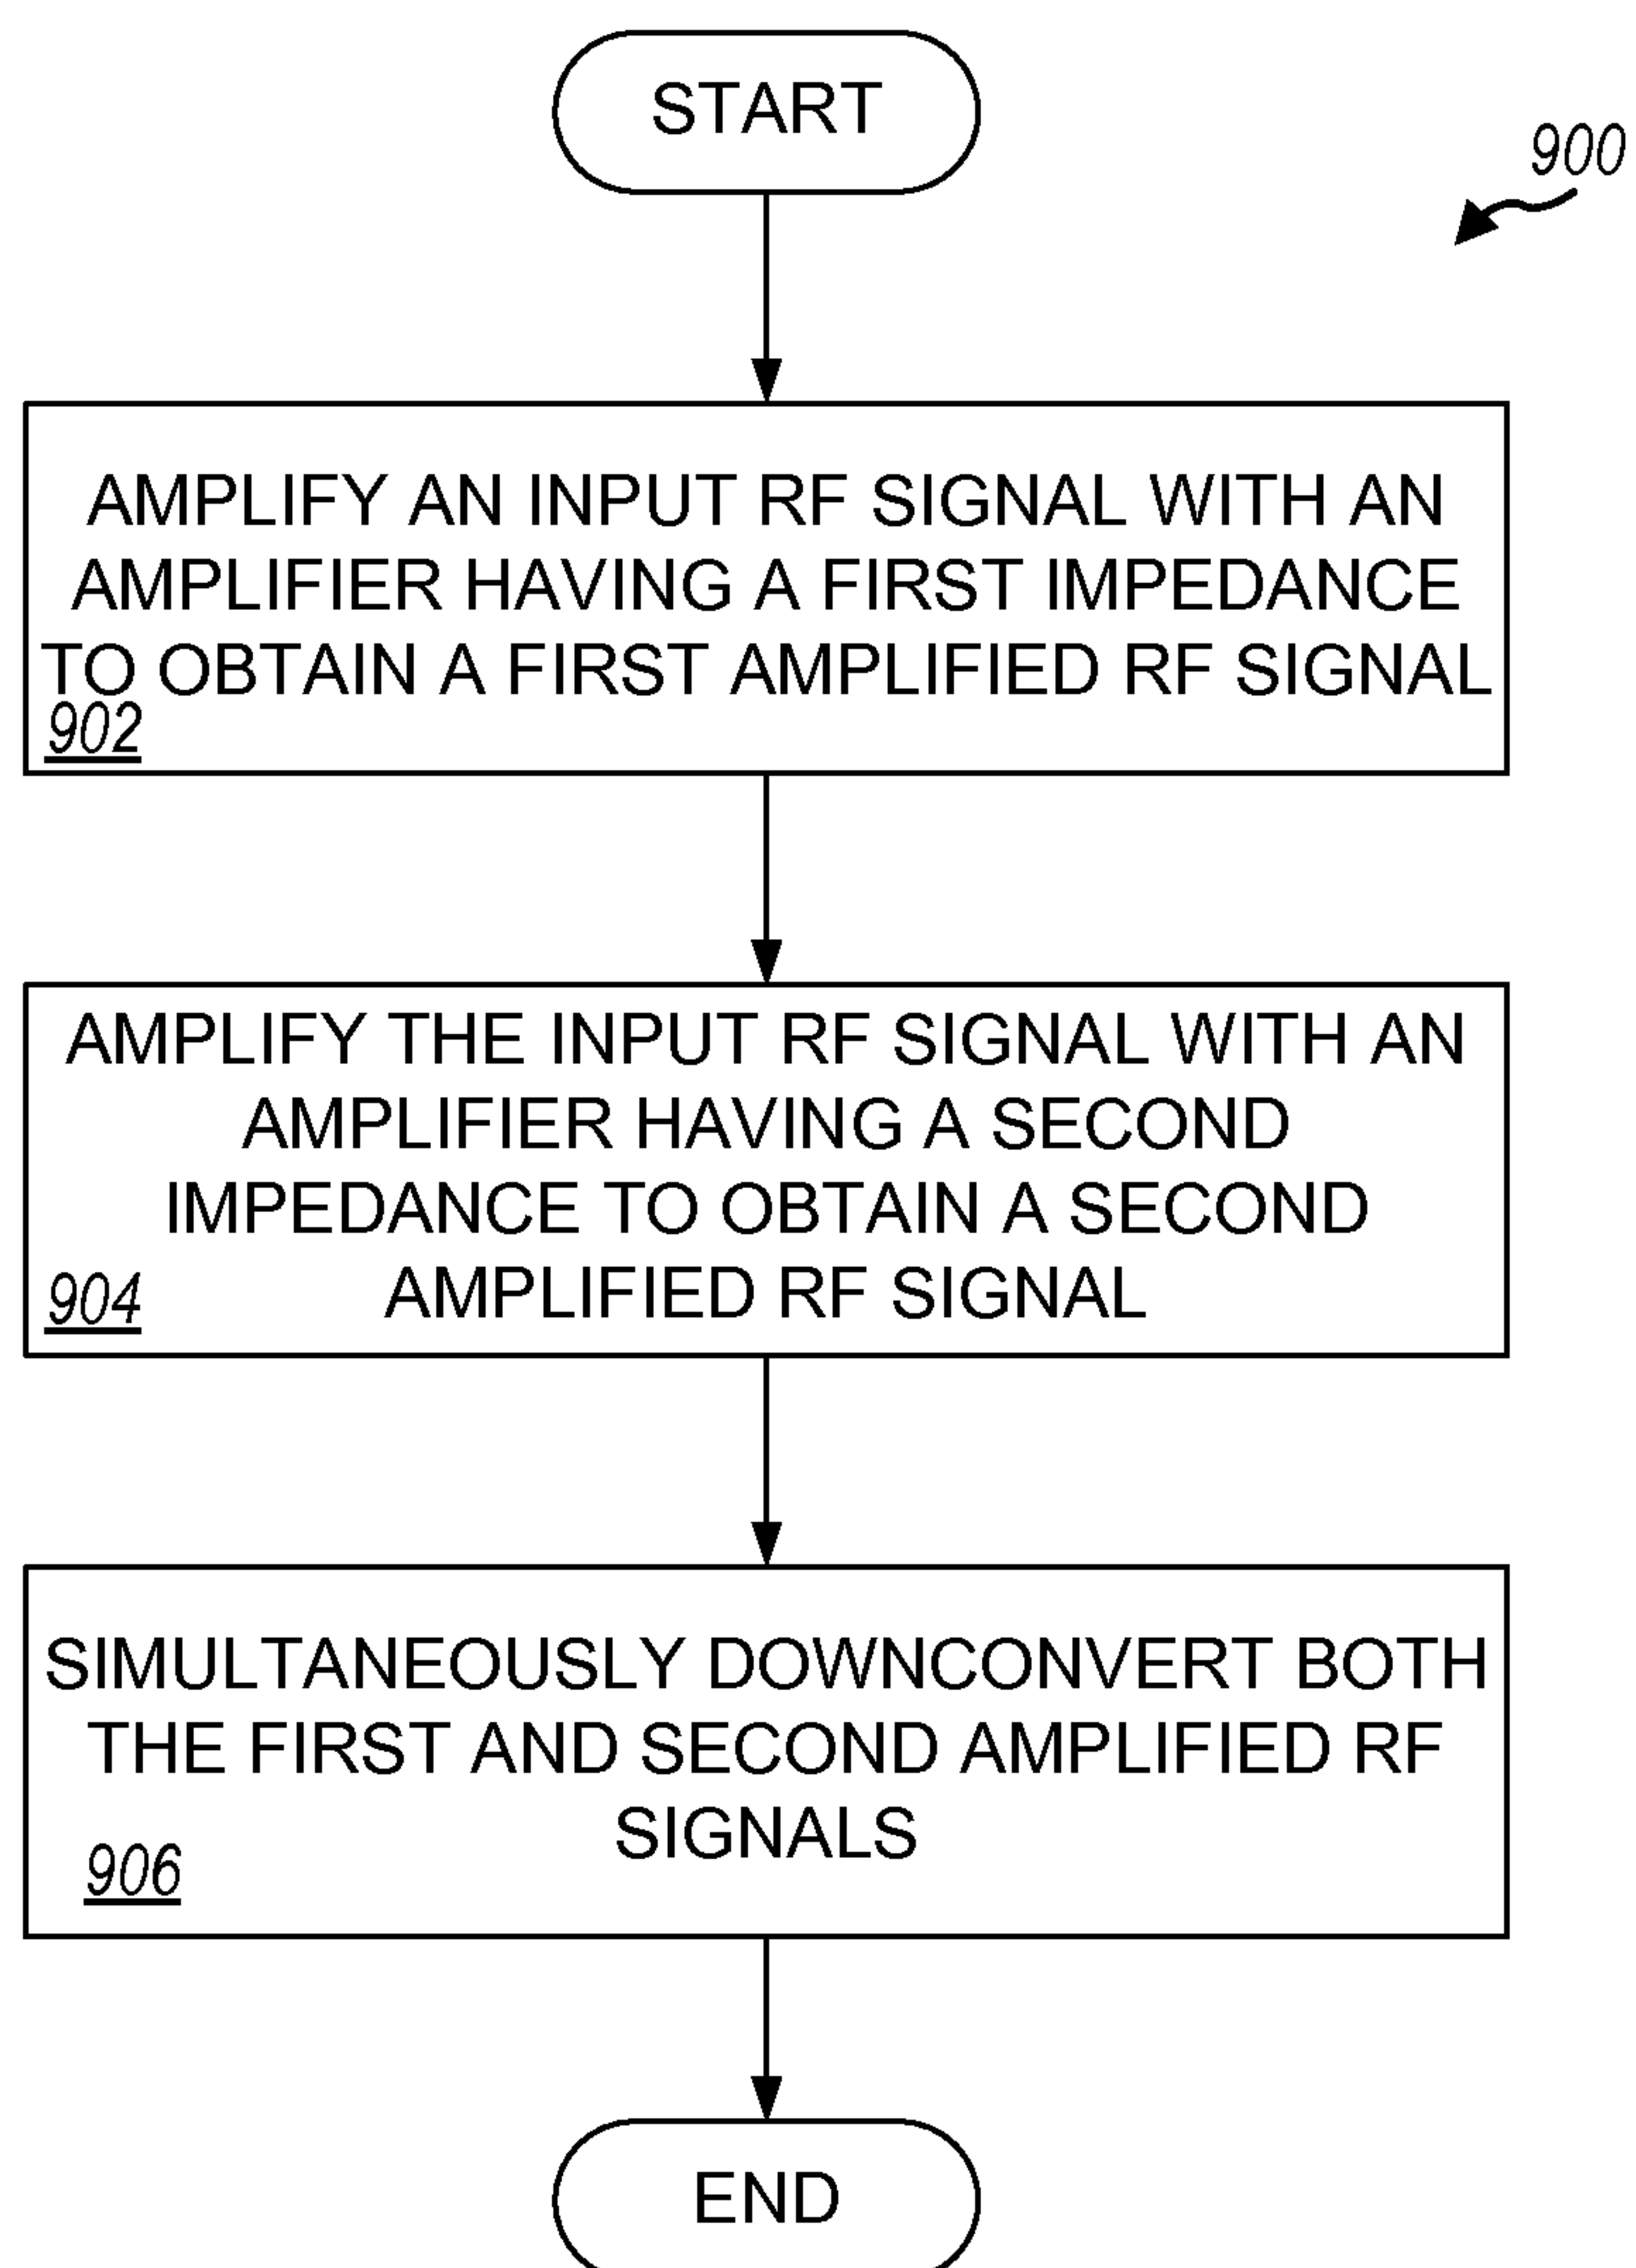 START
900
AMPLIFY AN INPUT RF SIGNAL WITH AN
AMPLIFIER HAVING A FIRST IMPEDANCE
TO OBTAIN A FIRST AMPLIFIED RF SIGNAL
902
AMPLIFY THE INPUT RF SIGNAL WITH AN
AMPLIFIER HAVING A SECOND
IMPEDANCE TO OBTAIN A SECOND
AMPLIFIED RF SIGNAL
904
SIMULTANEOUSLY DOWNCONVERT BOTH
THE FIRST AND SECOND AMPLIFIED RF
SIGNALS
906
END